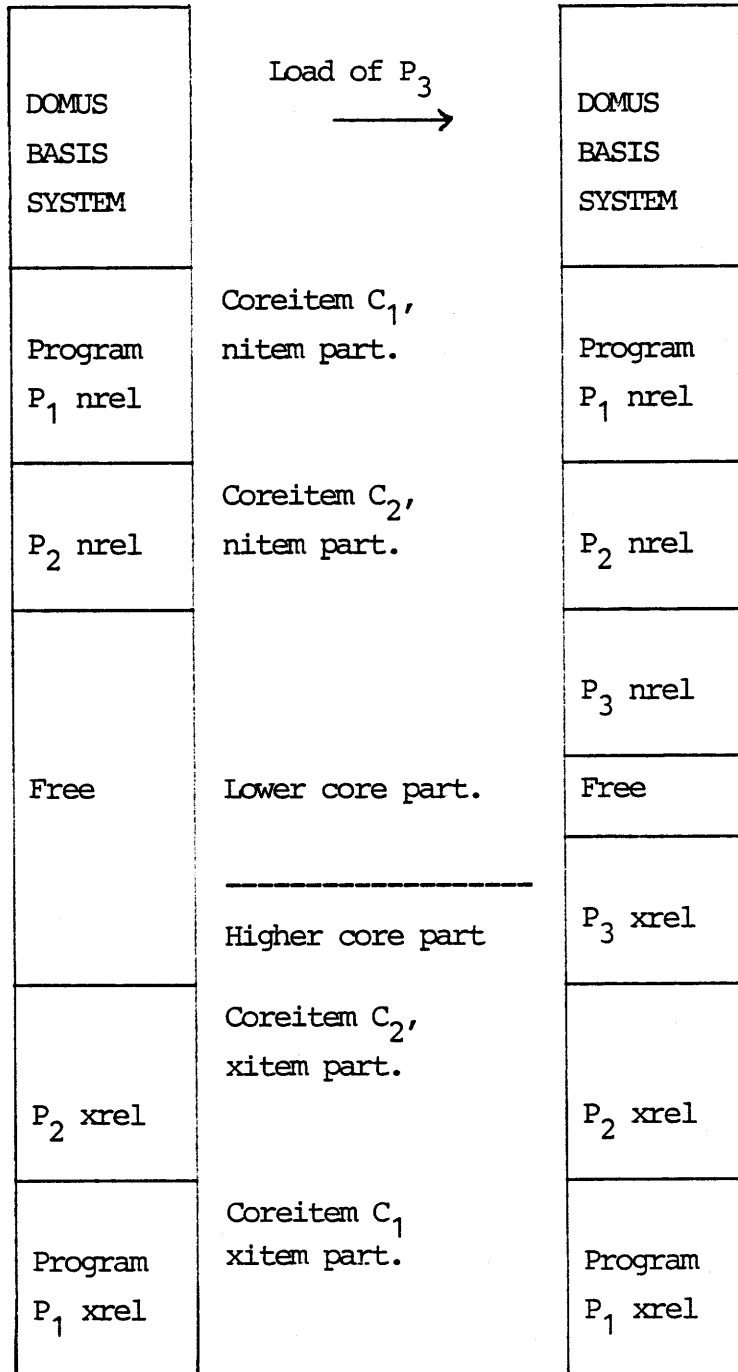 DOMUS
BASIS
SYSTEM
Program
P₁ nrel
P₂ nrel
Free
P₂ xrel
Program
P₁ xrel
Load of P₃
Coreitem C₁,
nitem part.
Coreitem C₂,
nitem part.
Lower core part.
Higher core part
Coreitem C₂,
xitem part.
Coreitem C₁
xitem part.
DOMUS
BASIS
SYSTEM
Program
P₁ nrel
P₂ nrel
P₃ nrel
Free
P₃ xrel
P₂ xrel
Program
P₁ xrel